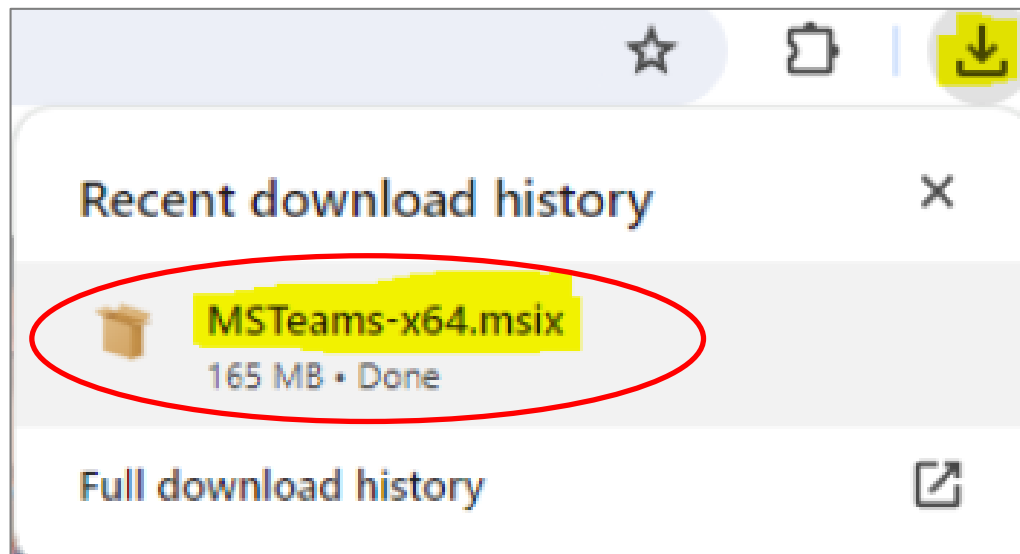 Recent download history
MSTeams-x64.msix
165 MB • Done
Full download history